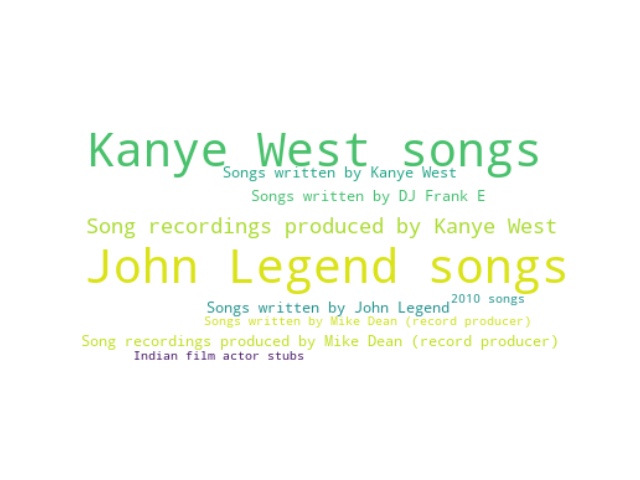 Kanye West songs
Songs written by Kanye West
Songs written by DJ Frank E
Song recordings produced by Kanye West
John Legend songs
2010 songs
Songs written by John Legend
Songs written by Mike Dean (record producer)
Song recordings produced by Mike Dean (record producer)
Indian film actor stubs